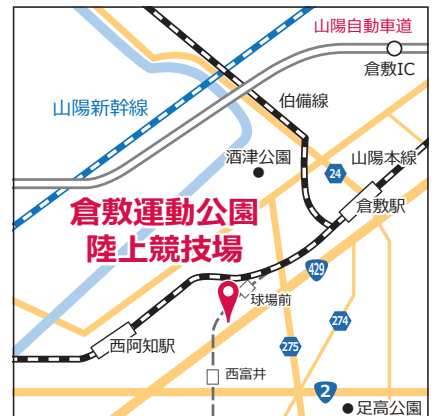 山陽自動車道
倉敷IC
山陽新幹線
伯備線
山陽本線
酒津公園
24
倉敷駅
倉敷運動公園
陸上競技場
429
球場前
274
275
西阿知駅
西富井
2
足高公園